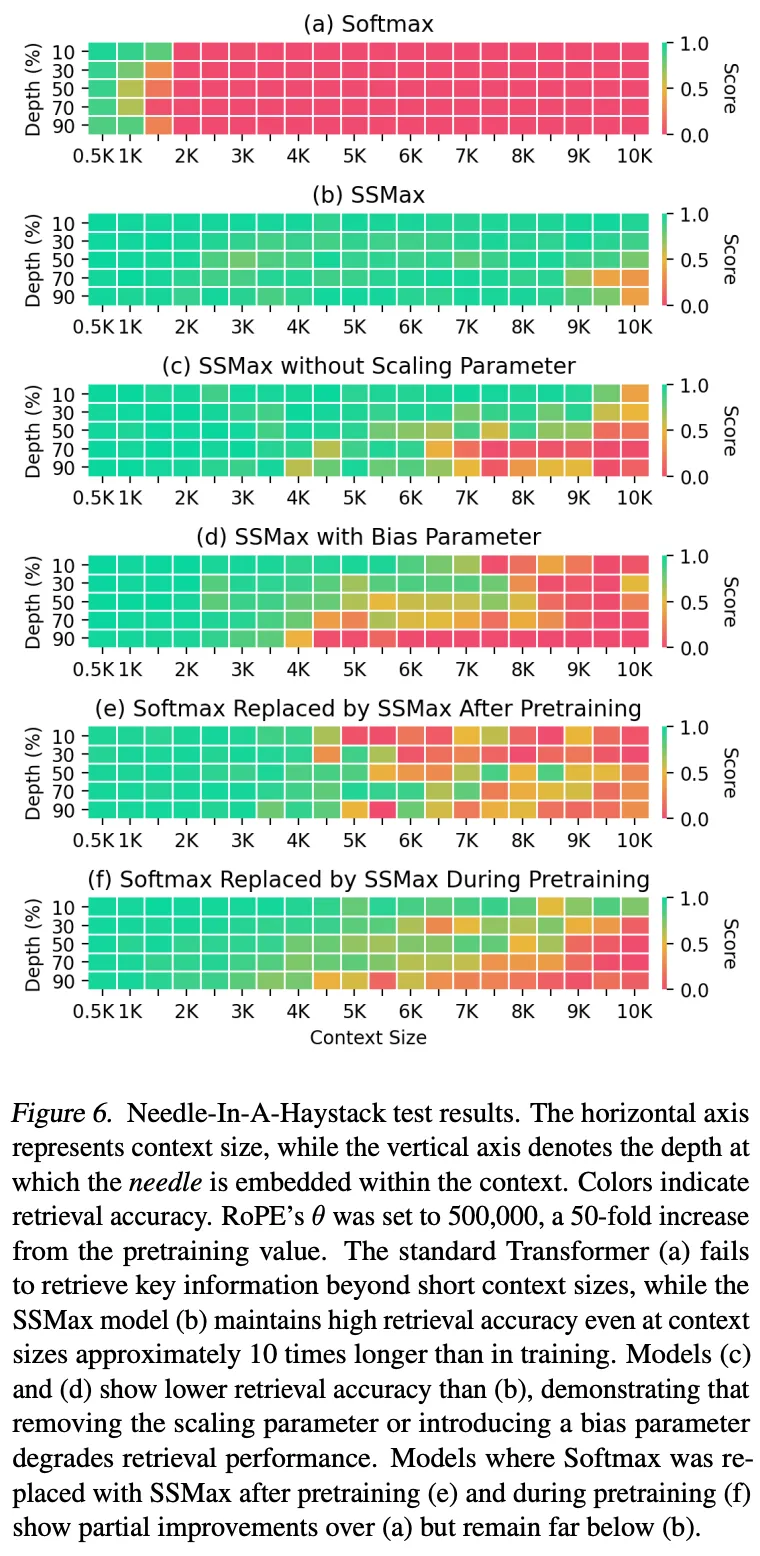 (a) Softmax
Depth (%)
10
30
50
70
90
0.5K 1K 2K 3K 4K 5K 6K 7K 8K 9K 10K
1.0
0.5
0.0
Score
(b) SSMax
Depth (%)
10
30
50
70
90
0.5K 1K 2K 3K 4K 5K 6K 7K 8K 9K 10K
1.0
0.5
0.0
Score
(c) SSMax without Scaling Parameter
Depth (%)
10
30
50
70
90
0.5K 1K 2K 3K 4K 5K 6K 7K 8K 9K 10K
1.0
0.5
0.0
Score
(d) SSMax with Bias Parameter
Depth (%)
10
30
50
70
90
0.5K 1K 2K 3K 4K 5K 6K 7K 8K 9K 10K
1.0
0.5
0.0
Score
(e) Softmax Replaced by SSMax After Pretraining
Depth (%)
10
30
50
70
90
0.5K 1K 2K 3K 4K 5K 6K 7K 8K 9K 10K
1.0
0.5
0.0
Score
(f) Softmax Replaced by SSMax During Pretraining
Depth (%)
10
30
50
70
90
0.5K 1K 2K 3K 4K 5K 6K 7K 8K 9K 10K
1.0
0.5
0.0
Score
Context Size
Figure 6. Needle-In-A-Haystack test results. The horizontal axis
represents context size, while the vertical axis denotes the depth at
which the needle is embedded within the context. Colors indicate
retrieval accuracy. RoPE's θ was set to 500,000, a 50-fold increase
from the pretraining value. The standard Transformer (a) fails
to retrieve key information beyond short context sizes, while the
SSMax model (b) maintains high retrieval accuracy even at context
sizes approximately 10 times longer than in training. Models (c)
and (d) show lower retrieval accuracy than (b), demonstrating that
removing the scaling parameter or introducing a bias parameter
degrades retrieval performance. Models where Softmax was re-
placed with SSMax after pretraining (e) and during pretraining (f)
show partial improvements over (a) but remain far below (b).